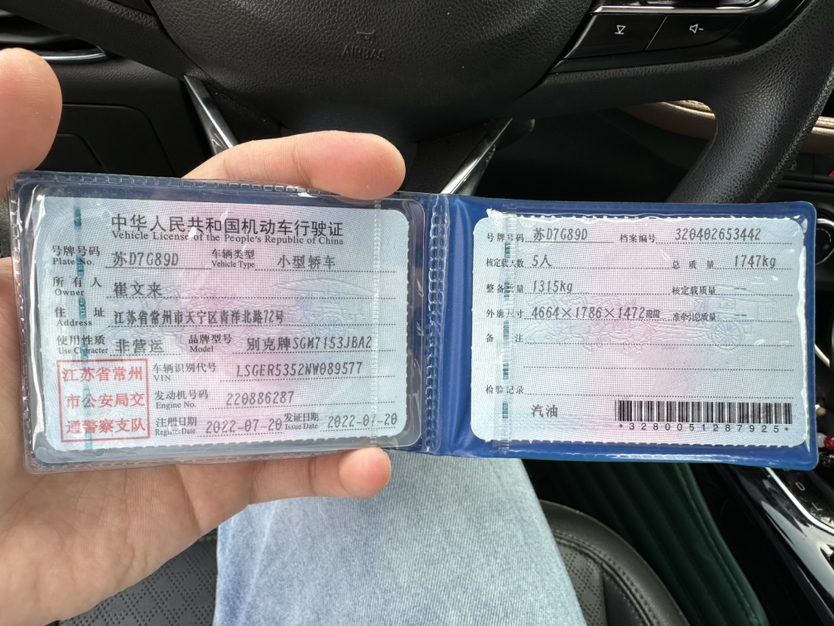 AIRBAG
中华人民共和国机动车行驶证
Vehicle License of the People's Republic of China
号牌号码 Plate No. 苏D7G89D 车辆类型 Vehicle Type 小型轿车
所有人 Owner 崔文来
住址 Address 江苏省常州市天宁区青洋北路72号
使用性质 Use Character 非营运 品牌型号 Model 别克牌SGM7153JBA2
江苏省常州
市公安局交
通警察支队
车辆识别代号 VIN LSGER5352NW089577
发动机号码 Engine No. 220886287
注册日期 Register Date 2022-07-20 发证日期 Issue Date 2022-07-20
号牌号码 苏D7G89D 档案编号 320402653442
核定载人数 5人 总质量 1747kg
整备质量 1315kg 核定载质量 --
外廓尺寸 4664×1786×1472mm 准牵引总质量 --
备注
检验记录
汽油
*3280051287925*